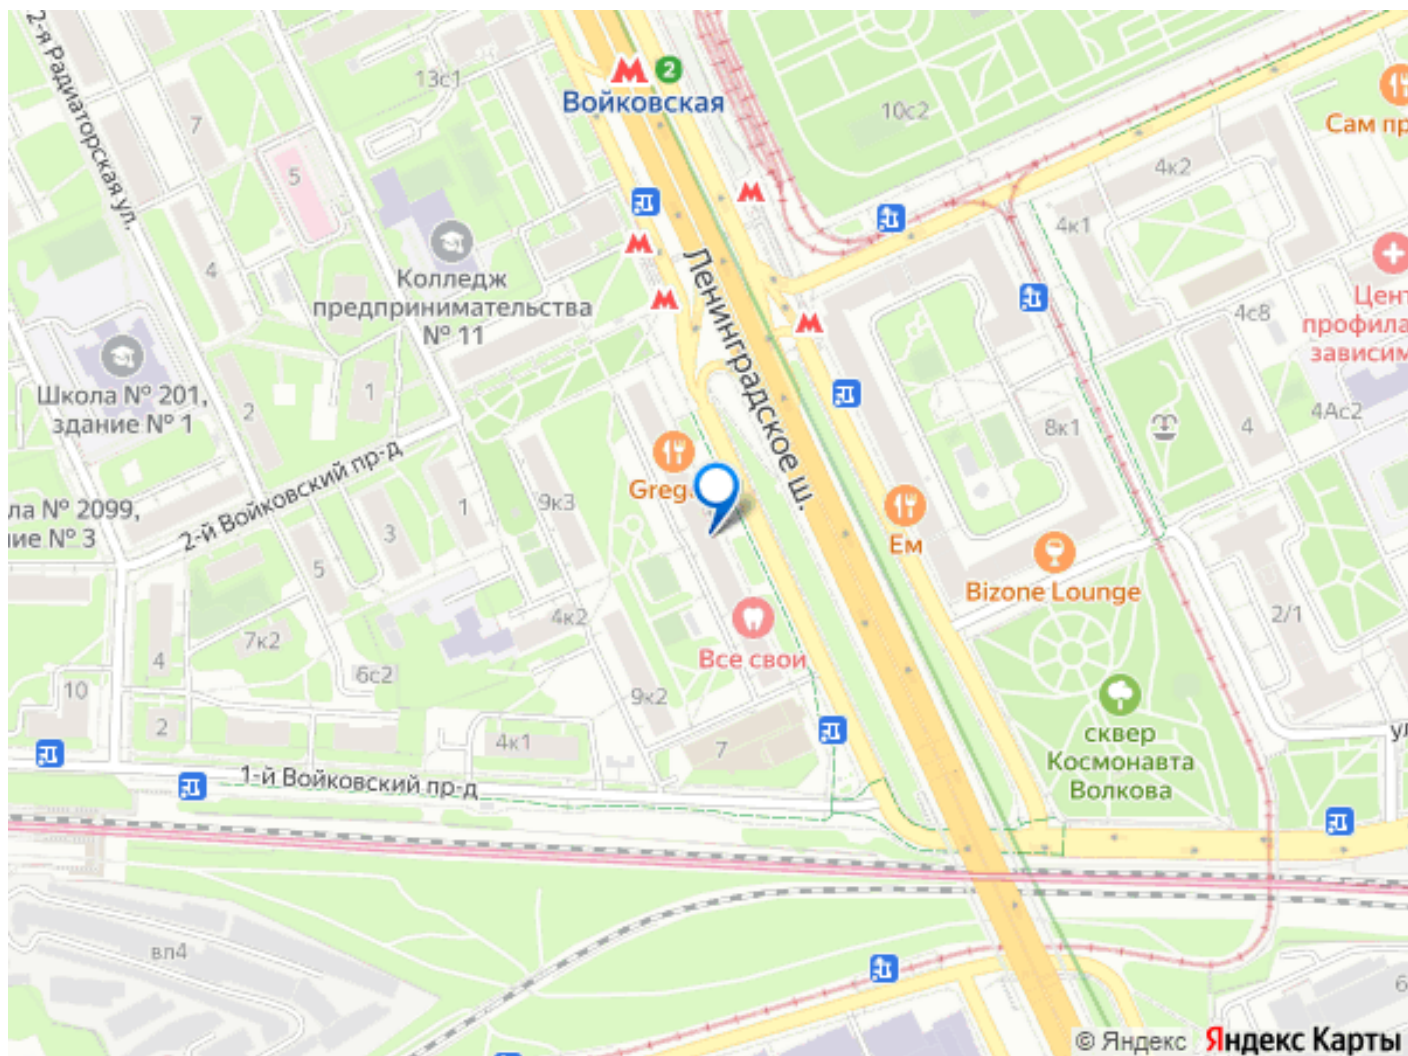 2-я Радиаторская ул.
13с1
2
Войковская
10с2
7
5
4
Сам пр
4к2
4к1
Колледж
предпринимательства
№ 11
Ленинградское ш.
4с8
Цент
профила
зависим
Школа № 201,
здание № 1
2
1
8к1
4
4Ас2
2-й Войковский пр-д
ла № 2099,
ие № 3
1
3
5
9к3
Greg
Ем
Bizone Lounge
7к2
4
4к2
6с2
Все свои
2/1
10
2
9к2
4к1
7
1-й Войковский пр-д
сквер
Космонавта
Волкова
ул
вл4
6
© Яндекс Яндекс Карты